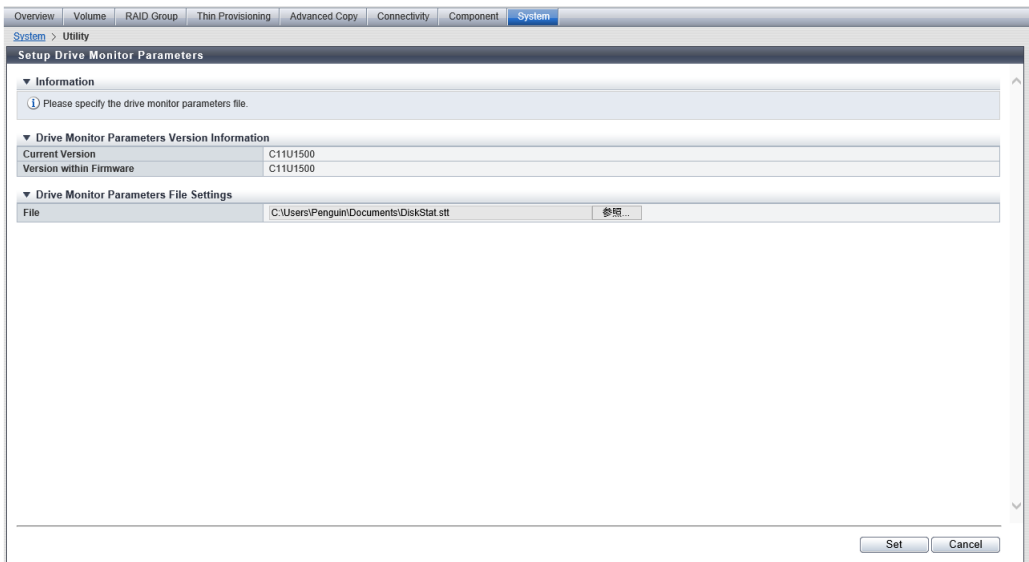 Overview Volume RAID Group Thin Provisioning Advanced Copy Connectivity Component System
System > Utility
Setup Drive Monitor Parameters
▼ Information
Please specify the drive monitor parameters file.
▼ Drive Monitor Parameters Version Information
Current Version C11U1500
Version within Firmware C11U1500
▼ Drive Monitor Parameters File Settings
File C:\Users\Penguin\Documents\DiskStat.stt 参照...
Set Cancel